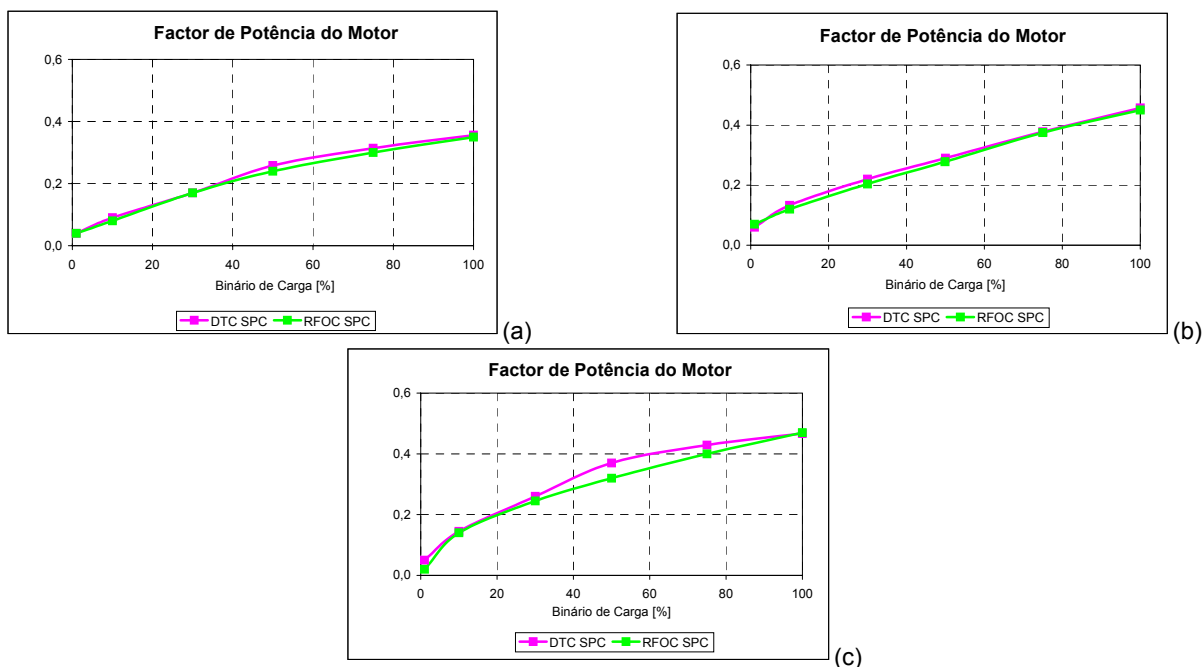 Factor de Potência do Motor
0,6
0,4
0,2
0,0
0 20 40 60 80 100
Binário de Carga [%]
DTC SPC RFOC SPC
(a)
Factor de Potência do Motor
0,6
0,4
0,2
0,0
0 20 40 60 80 100
Binário de Carga [%]
DTC SPC RFOC SPC
(b)
Factor de Potência do Motor
0,6
0,4
0,2
0,0
0 20 40 60 80 100
Binário de Carga [%]
DTC SPC RFOC SPC
(c)